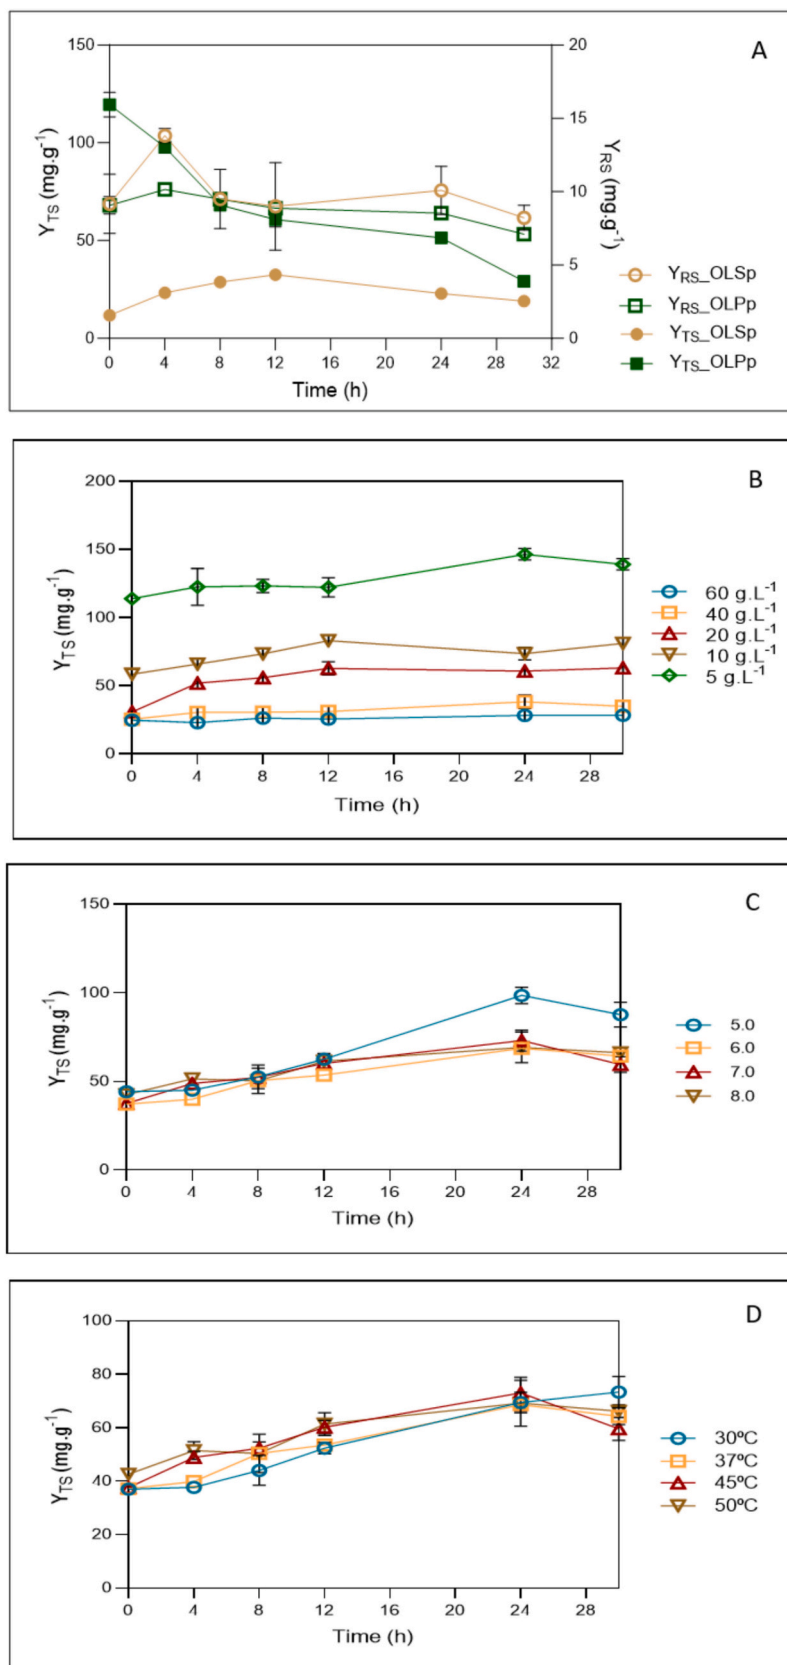 A
150
100
50
0
Y_TS (mg.g⁻¹)
20
15
10
5
0
Y_RS (mg.g⁻¹)
0 4 8 12 16 20 24 28 32
Time (h)
Y_RS_OLSp
Y_RS_OLPp
Y_TS_OLSp
Y_TS_OLPp
B
200
150
100
50
0
Y_TS (mg.g⁻¹)
0 4 8 12 16 20 24 28
Time (h)
60 g.L⁻¹
40 g.L⁻¹
20 g.L⁻¹
10 g.L⁻¹
5 g.L⁻¹
C
150
100
50
0
Y_TS (mg.g⁻¹)
0 4 8 12 16 20 24 28
Time (h)
5.0
6.0
7.0
8.0
D
100
80
60
40
20
0
Y_TS (mg.g⁻¹)
0 4 8 12 16 20 24 28
Time (h)
30ºC
37ºC
45ºC
50ºC